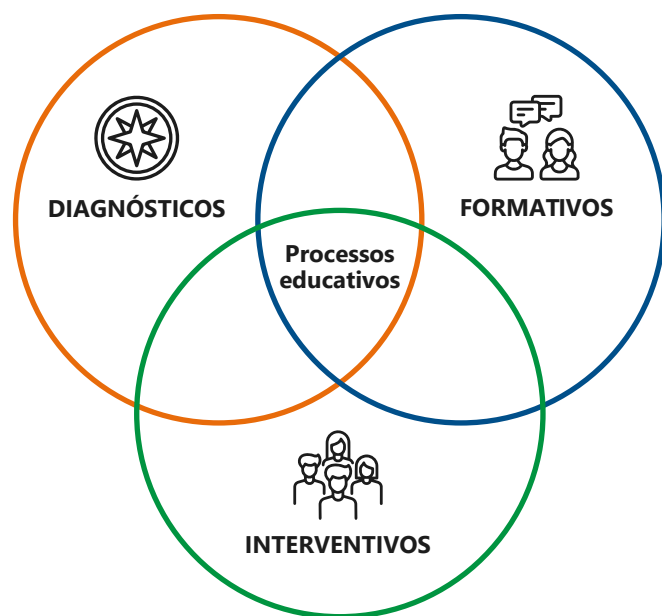 DIAGNÓSTICOS
FORMATIVOS
Processos
educativos
INTERVENTIVOS